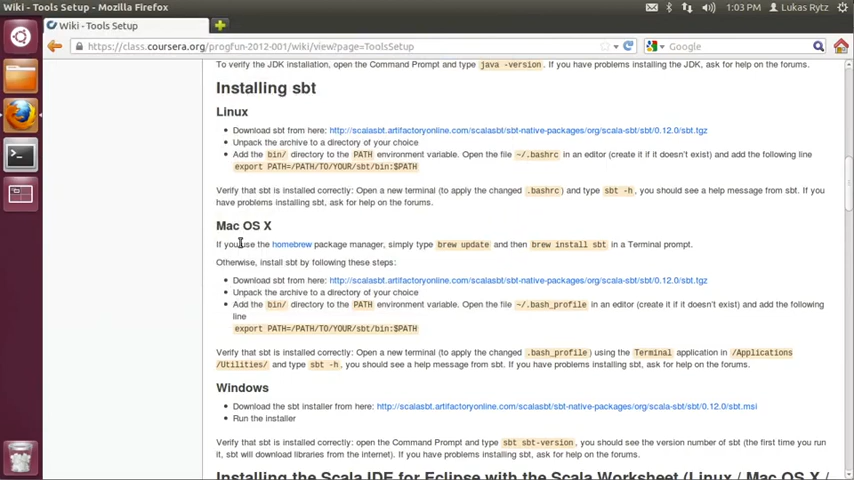 Wiki - Tools Setup - Mozilla Firefox
1:03 PM
Lukas Rytz
Wiki - Tools Setup
https://class.coursera.org/progfun-2012-001/wiki/view?page=ToolsSetup
Google
To verify the JDK installation, open the Command Prompt and type java -version. If you have problems installing the JDK, ask for help on the forums.
Installing sbt
Linux
Download sbt from here: http://scalasbt.artifactoryonline.com/scalasbt/sbt-native-packages/org/scala-sbt/sbt/0.12.0/sbt.tgz
Unpack the archive to a directory of your choice
Add the bin/ directory to the PATH environment variable. Open the file ~/.bashrc in an editor (create it if it doesn't exist) and add the following line
export PATH=/PATH/TO/YOUR/sbt/bin:$PATH
Verify that sbt is installed correctly: Open a new terminal (to apply the changed .bashrc) and type sbt -h, you should see a help message from sbt. If you
have problems installing sbt, ask for help on the forums.
Mac OS X
If you use the homebrew package manager, simply type brew update and then brew install sbt in a Terminal prompt.
Otherwise, install sbt by following these steps:
Download sbt from here: http://scalasbt.artifactoryonline.com/scalasbt/sbt-native-packages/org/scala-sbt/sbt/0.12.0/sbt.tgz
Unpack the archive to a directory of your choice
Add the bin/ directory to the PATH environment variable. Open the file ~/.bash_profile in an editor (create it if it doesn't exist) and add the following
line
export PATH=/PATH/TO/YOUR/sbt/bin:$PATH
Verify that sbt is installed correctly: Open a new terminal (to apply the changed .bash_profile) using the Terminal application in /Applications
/Utilities/ and type sbt -h, you should see a help message from sbt. If you have problems installing sbt, ask for help on the forums.
Windows
Download the sbt installer from here: http://scalasbt.artifactoryonline.com/scalasbt/sbt-native-packages/org/scala-sbt/sbt/0.12.0/sbt.msi
Run the installer
Verify that sbt is installed correctly: open the Command Prompt and type sbt sbt-version, you should see the version number of sbt (the first time you run
it, sbt will download libraries from the internet). If you have problems installing sbt, ask for help on the forums.
Installing the Scala IDE for Eclipse with the Scala Worksheet (Linux / Mac OS X /